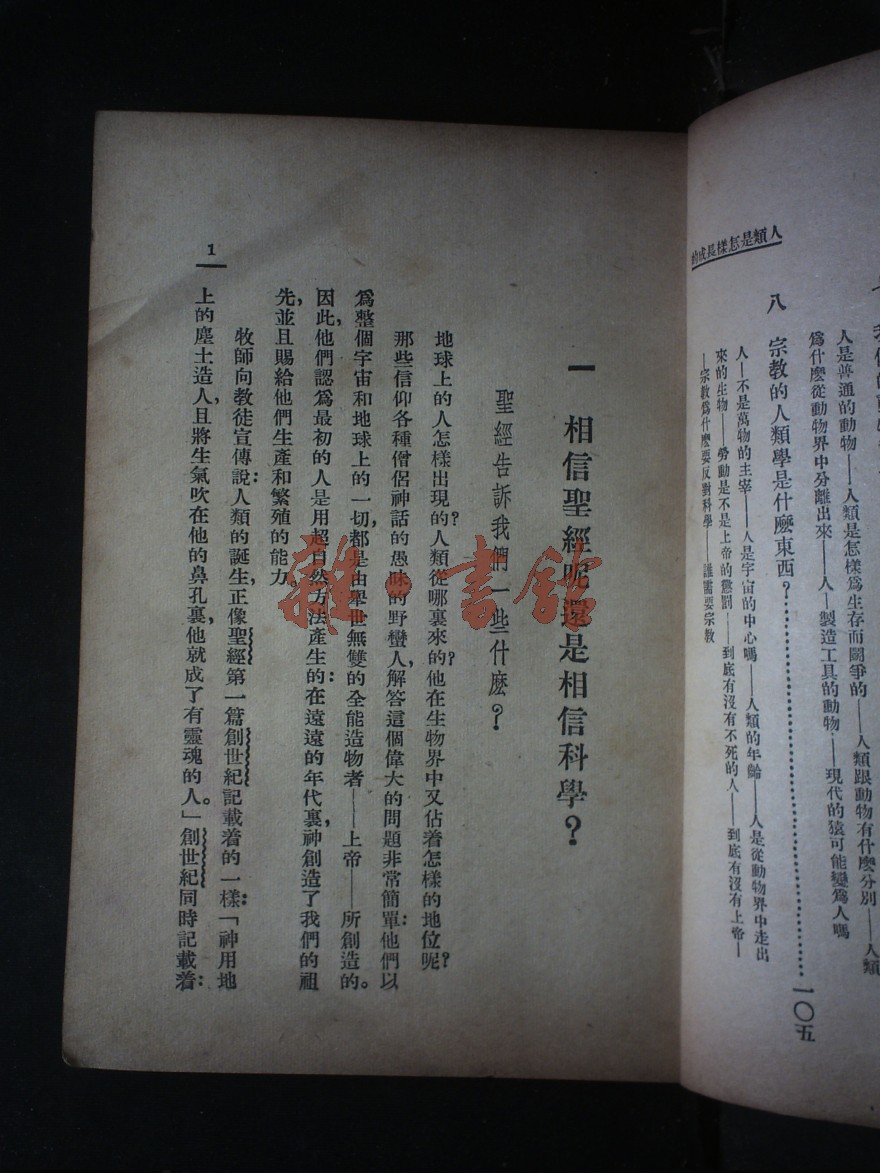 人類是怎樣長成的
人是普通的動物——人類是怎樣爲生存而鬭爭的——人類跟動物有什麼分別——人類
爲什麼從動物界中分離出來——人—製造工具的動物——現代的猿可能變爲人嗎
八 宗教的人類學是什麼東西？……一〇五
人—不是萬物的主宰——人是宇宙的中心嗎——人類的年齡——人是從動物界中走出
來的生物——勞動是不是上帝的懲罰——到底有沒有不死的人——到底有沒有上帝—
—宗教爲什麼要反對科學——誰需要宗教
一 相信聖經呢還是相信科學？
聖經告訴我們一些什麼？
地球上的人怎樣出現的？人類從哪裏來的？他在生物界中又佔着怎樣的地位呢？
那些信仰各種僧侶神話的愚昧的野蠻人，解答這個偉大的問題非常簡單：他們以
爲整個宇宙和地球上的一切，都是由舉世無雙的全能造物者——上帝——所創造的。
因此，他們認爲最初的人是用超自然方法產生的：在遠遠的年代裏，神創造了我們的祖
先，並且賜給他們生產和繁殖的能力
牧師向教徒宣傳說：人類的誕生，正像聖經第一篇創世紀記載着的一樣：「神用地
上的塵土造人，且將生氣吹在他的鼻孔裏，他就成了有靈魂的人。」創世紀同時記載着：
1
雜·書館